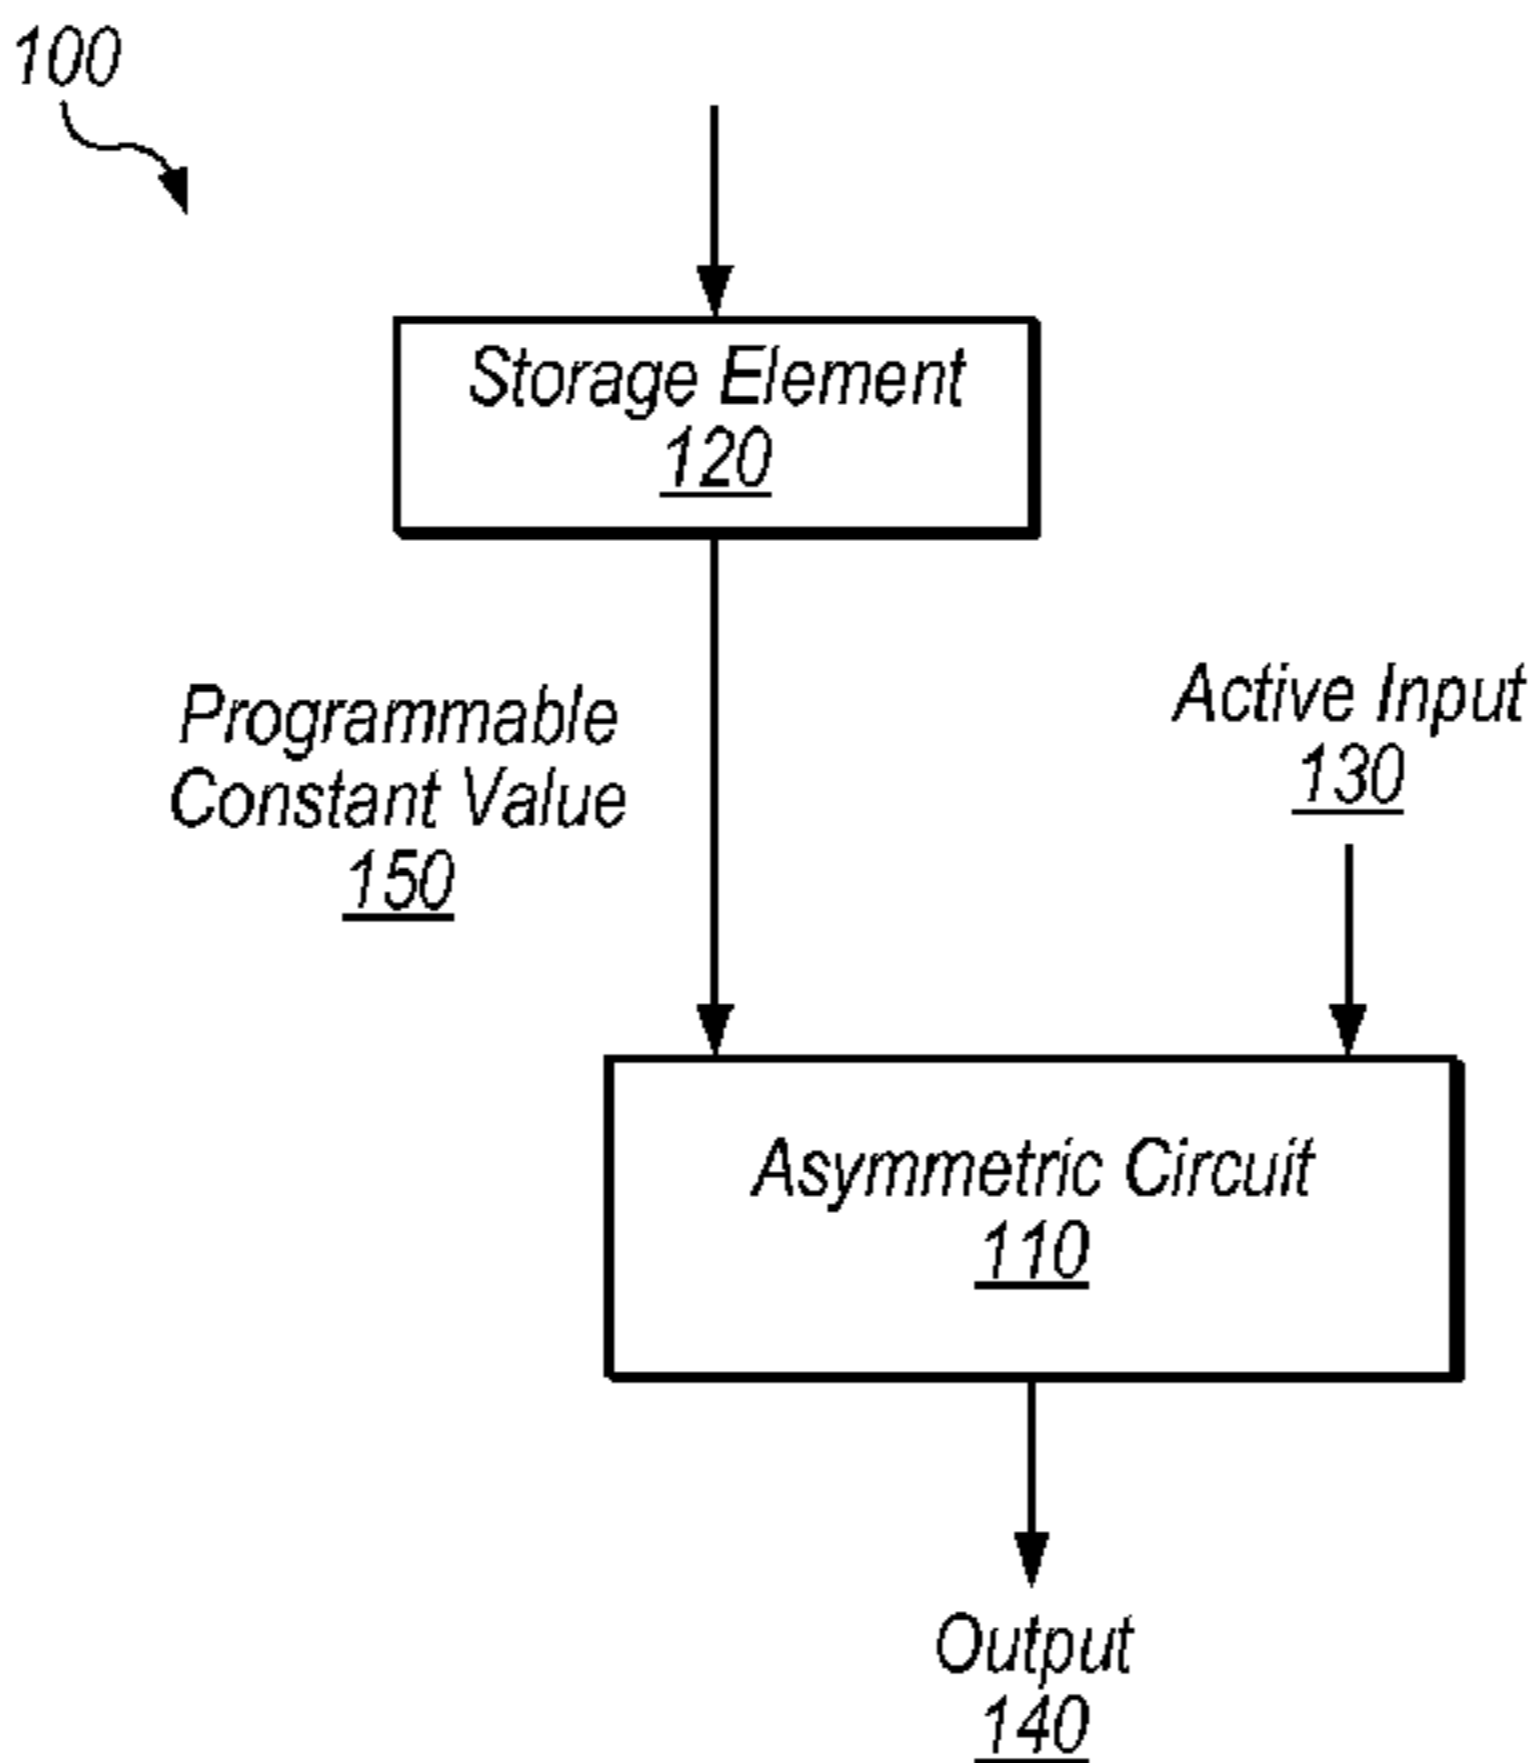 100
Storage Element
120
Programmable
Constant Value
150
Active Input
130
Asymmetric Circuit
110
Output
140